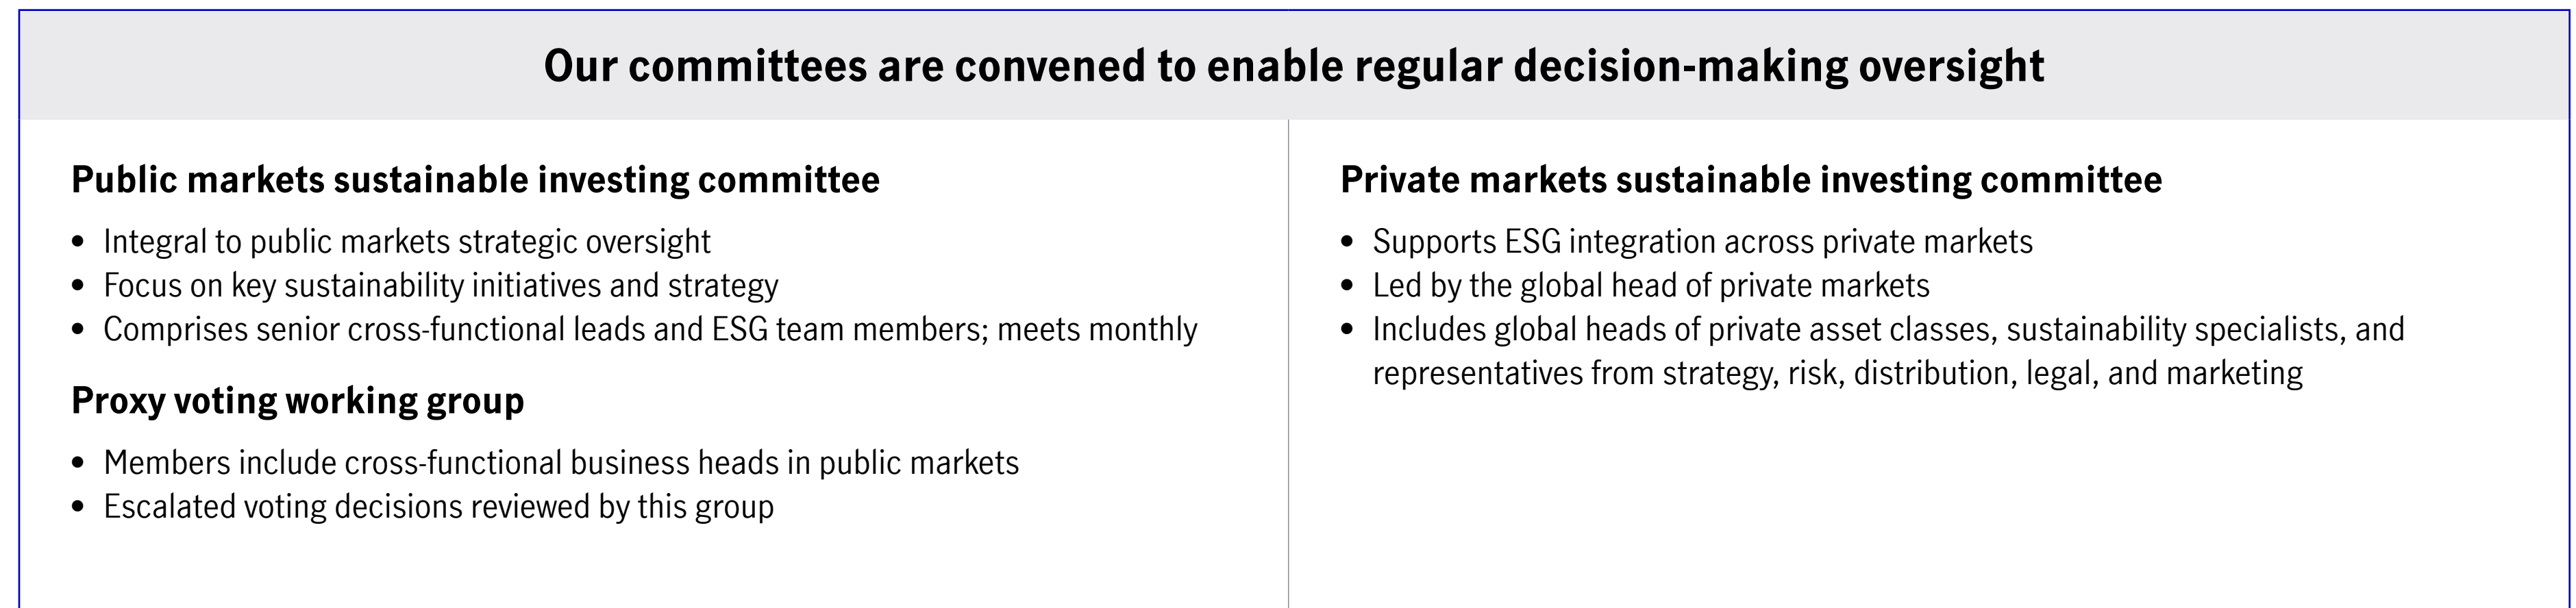 Our committees are convened to enable regular decision-making oversight
Public markets sustainable investing committee
• Integral to public markets strategic oversight
• Focus on key sustainability initiatives and strategy
• Comprises senior cross-functional leads and ESG team members; meets monthly
Proxy voting working group
• Members include cross-functional business heads in public markets
• Escalated voting decisions reviewed by this group
Private markets sustainable investing committee
• Supports ESG integration across private markets
• Led by the global head of private markets
• Includes global heads of private asset classes, sustainability specialists, and
representatives from strategy, risk, distribution, legal, and marketing